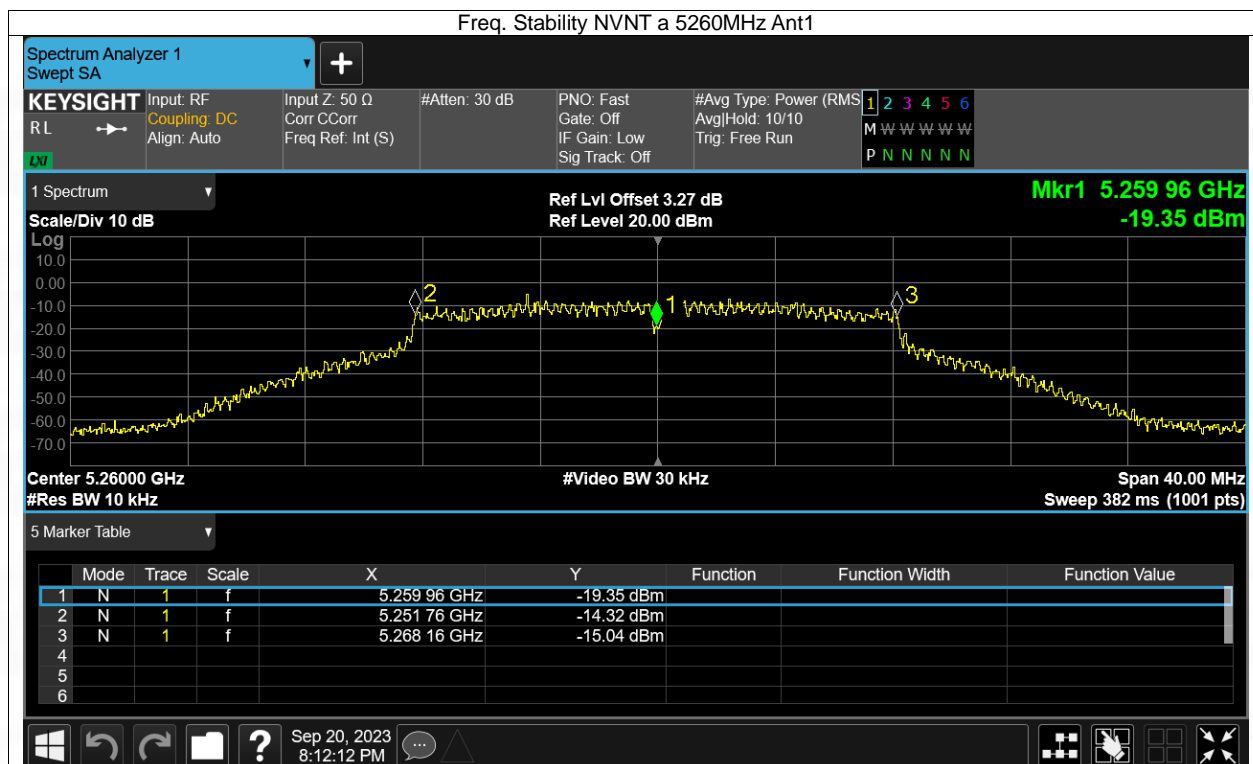 Freq. Stability NVNT a 5260MHz Ant1
Spectrum Analyzer 1
Swept SA
KEYSIGHT Input: RF Input Z: 50 Ω #Atten: 30 dB PNO: Fast #Avg Type: Power (RMS 1 2 3 4 5 6
RL Coupling: DC Corr CCorr Gate: Off Avg|Hold: 10/10 M W W W W W W
Align: Auto Freq Ref: Int (S) IF Gain: Low Trig: Free Run
LXI Sig Track: Off P N N N N N N
1 Spectrum Ref Lvl Offset 3.27 dB Mkr1 5.259 96 GHz
Scale/Div 10 dB Ref Level 20.00 dBm -19.35 dBm
Log
10.0
0.00
-10.0
-20.0
-30.0
-40.0
-50.0
-60.0
-70.0
2
1
3
Center 5.26000 GHz #Video BW 30 kHz Span 40.00 MHz
#Res BW 10 kHz Sweep 382 ms (1001 pts)
5 Marker Table
Mode Trace Scale X Y Function Function Width Function Value
1 N 1 f 5.259 96 GHz -19.35 dBm
2 N 1 f 5.251 76 GHz -14.32 dBm
3 N 1 f 5.268 16 GHz -15.04 dBm
4
5
6
? Sep 20, 2023
8:12:12 PM